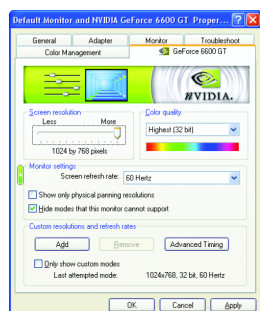 Default Monitor and NVIDIA GeForce 6600 GT Proper...
General Adapter Monitor Troubleshoot
Color Management GeForce 6600 GT
NVIDIA.
Screen resolution
Less More
1024 by 768 pixels
Color quality
Highest (32 bit)
Monitor settings
Screen refresh rate: 60 Hertz
Show only physical panning resolutions
Hide modes that this monitor cannot support
Custom resolutions and refresh rates
Add Remove Advanced Timing
Only show custom modes
Last attempted mode: 1024x768, 32 bit, 60 Hertz
OK Cancel Apply